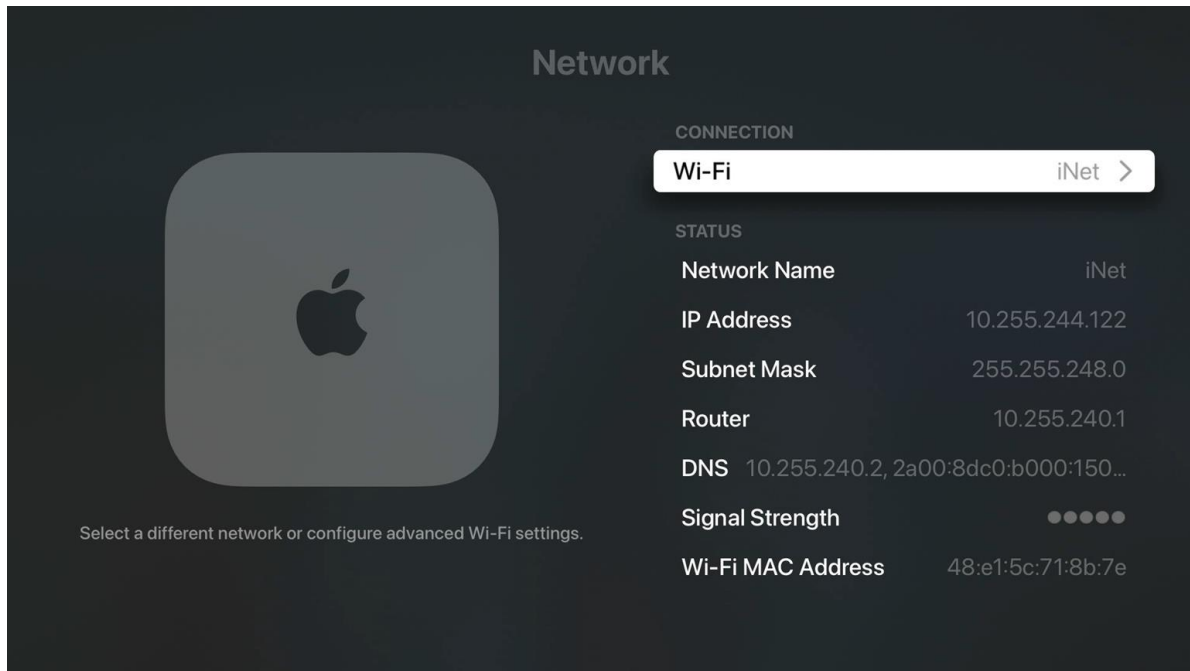 Network
CONNECTION
Wi-Fi iNet
STATUS
Network Name iNet
IP Address 10.255.244.122
Subnet Mask 255.255.248.0
Router 10.255.240.1
DNS 10.255.240.2, 2a00:8dc0:b000:150...
Signal Strength
Select a different network or configure advanced Wi-Fi settings.
Wi-Fi MAC Address 48:e1:5c:71:8b:7e